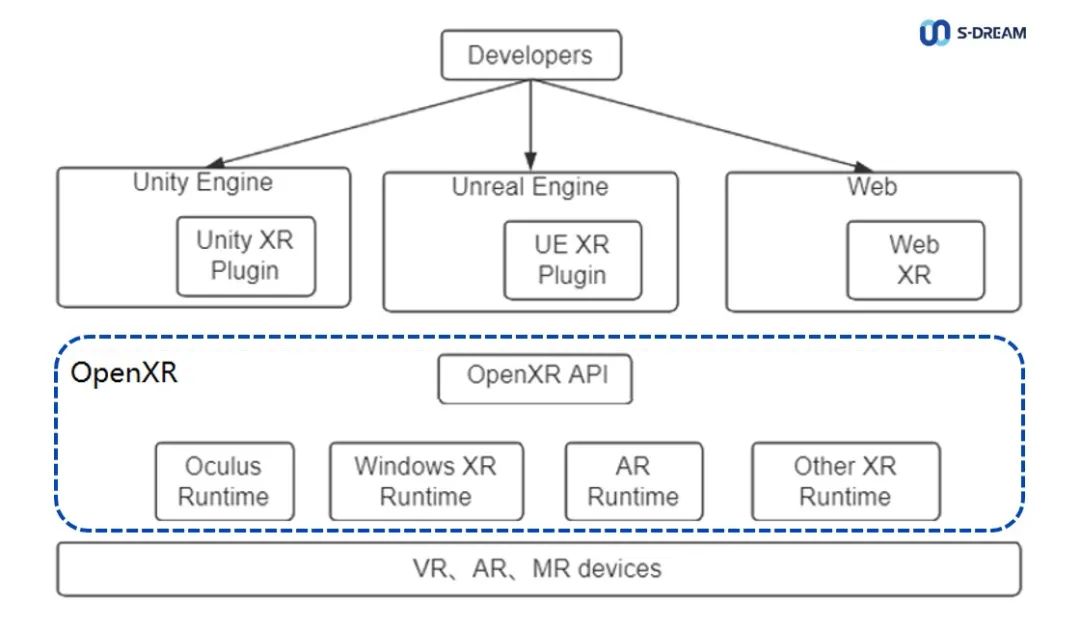 S-DREAM
Developers
Unity Engine
Unity XR
Plugin
Unreal Engine
UE XR
Plugin
Web
Web
XR
OpenXR
OpenXR API
Oculus
Runtime
Windows XR
Runtime
AR
Runtime
Other XR
Runtime
VR、AR、MR devices